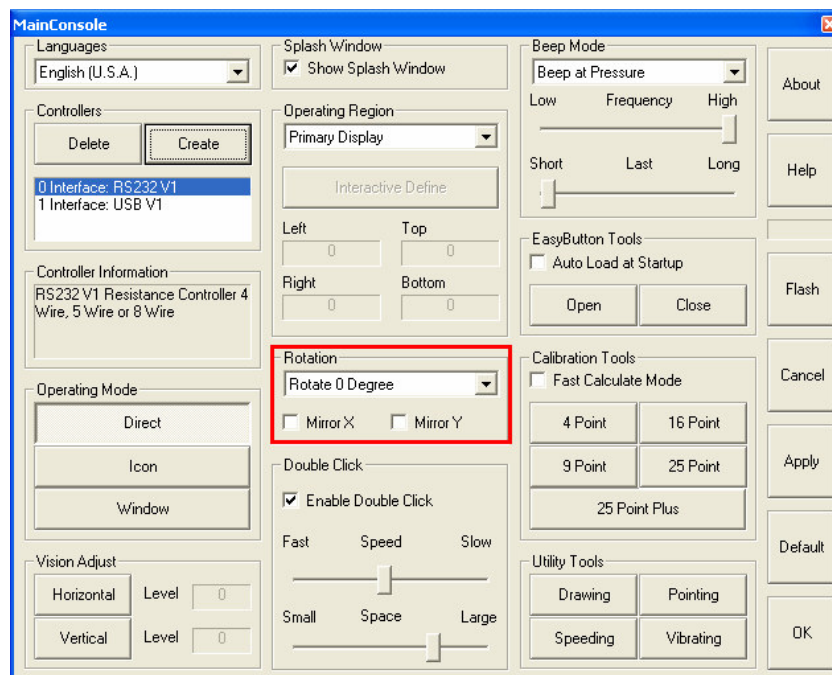 MainConsole
Languages
English (U.S.A.)
Controllers
Delete Create
0 Interface: RS232 V1
1 Interface: USB V1
Controller Information
RS232 V1 Resistance Controller 4
Wire, 5 Wire or 8 Wire
Operating Mode
Direct
Icon
Window
Vision Adjust
Horizontal Level 0
Vertical Level 0
Splash Window
Show Splash Window
Operating Region
Primary Display
Interactive Define
Left Top
0 0
Right Bottom
0 0
Rotation
Rotate 0 Degree
Mirror X Mirror Y
Double Click
Enable Double Click
Fast Speed Slow
Small Space Large
Beep Mode
Beep at Pressure
Low Frequency High
Short Last Long
EasyButton Tools
Auto Load at Startup
Open Close
Calibration Tools
Fast Calculate Mode
4 Point 16 Point
9 Point 25 Point
25 Point Plus
Utility Tools
Drawing Pointing
Speeding Vibrating
About
Help
Flash
Cancel
Apply
Default
OK